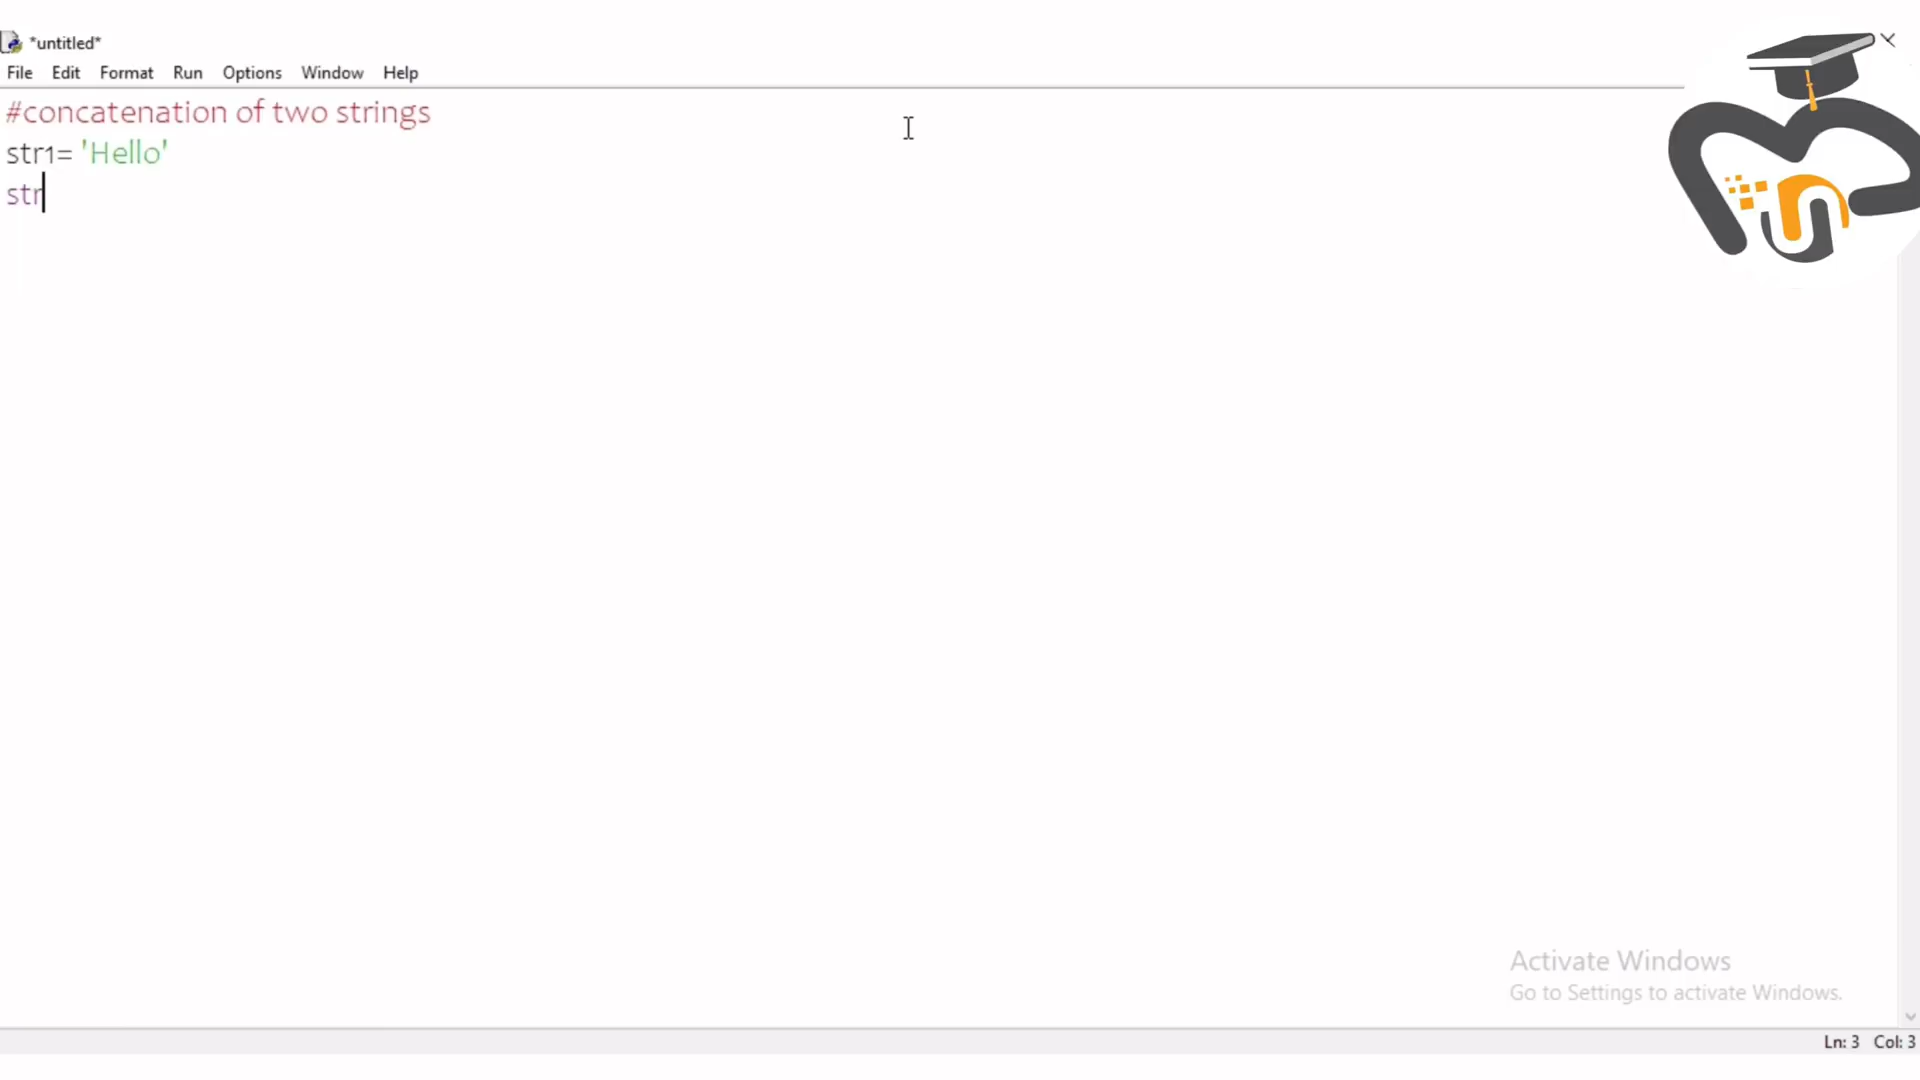 *untitled*
File Edit Format Run Options Window Help
#concatenation of two strings
str1= 'Hello'
str
Activate Windows
Go to Settings to activate Windows.
Ln: 3 Col: 3